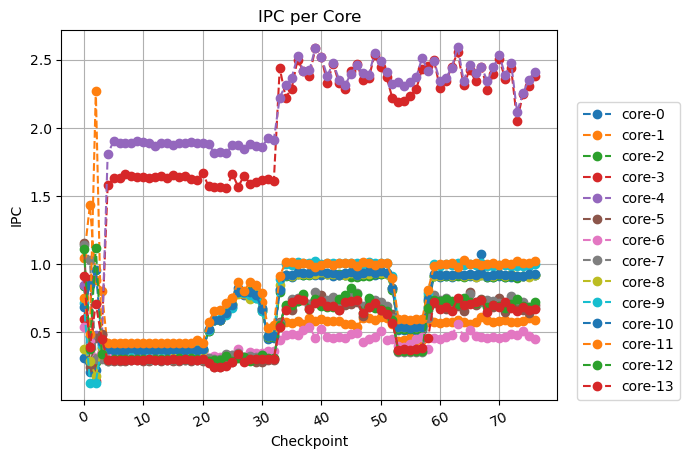 IPC per Core
IPC
2.5
2.0
1.5
1.0
0.5
0
10
20
30
40
50
60
70
Checkpoint
core-0
core-1
core-2
core-3
core-4
core-5
core-6
core-7
core-8
core-9
core-10
core-11
core-12
core-13